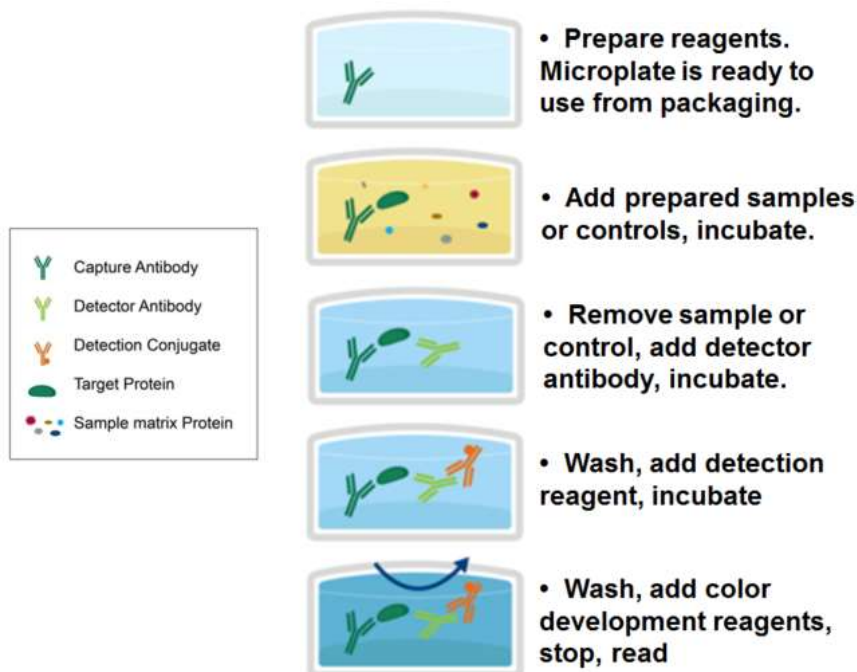 • Prepare reagents.
Microplate is ready to
use from packaging.
• Add prepared samples
or controls, incubate.
Capture Antibody
Detector Antibody
Detection Conjugate
Target Protein
Sample matrix Protein
• Remove sample or
control, add detector
antibody, incubate.
• Wash, add detection
reagent, incubate
• Wash, add color
development reagents,
stop, read